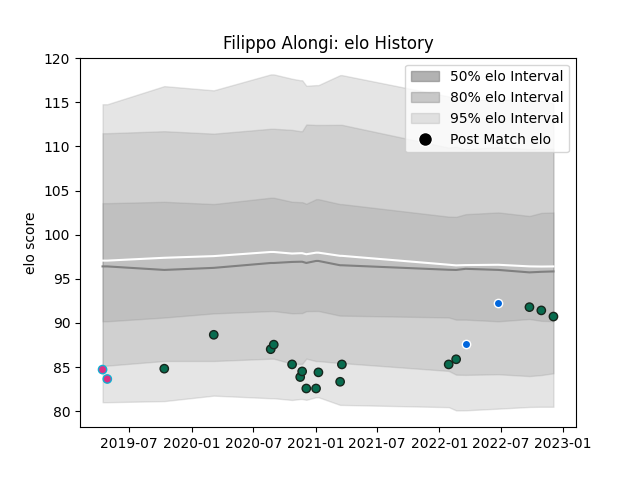 Filippo Alongi: elo History
120
115
110
105
100
95
90
85
80
elo score
50% elo Interval
80% elo Interval
95% elo Interval
Post Match elo
2019-07 2020-01 2020-07 2021-01 2021-07 2022-01 2022-07 2023-01